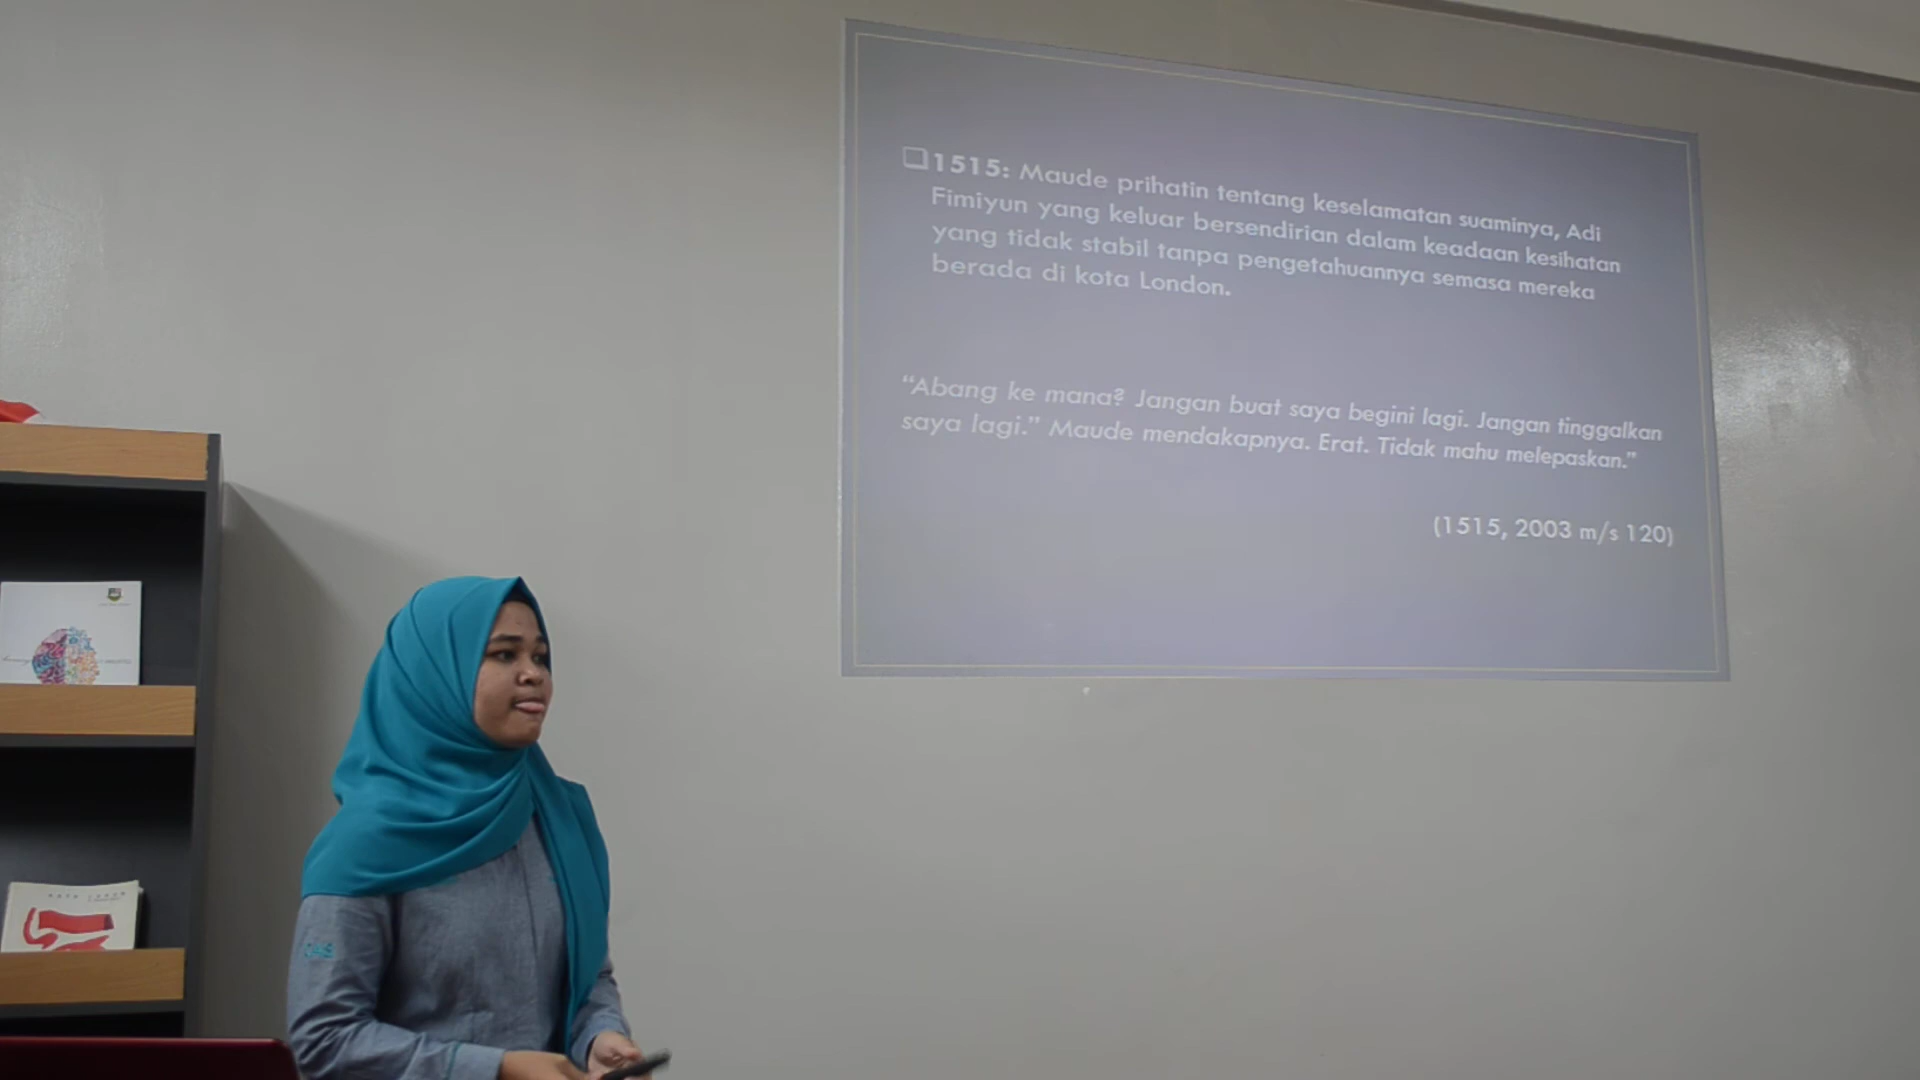 1515: Maude prihatin tentang keselamatan suaminya, Adi
Fimiyun yang keluar bersendirian dalam keadaan kesihatan
yang tidak stabil tanpa pengetahuannya semasa mereka
berada di kota London.
“Abang ke mana? Jangan buat saya begini lagi. Jangan tinggalkan
saya lagi.” Maude mendakapnya. Erat. Tidak mahu melepaskan.”
(1515, 2003 m/s 120)